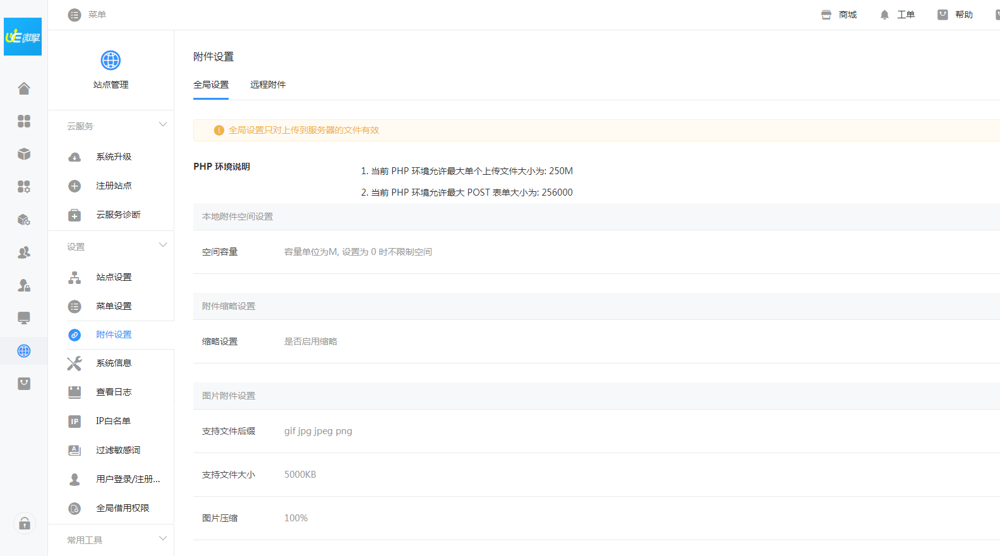 菜单
商城
工单
帮助
WE微擎
站点管理
云服务
系统升级
注册站点
云服务诊断
设置
站点设置
菜单设置
附件设置
系统信息
查看日志
IP
IP白名单
A
过滤敏感词
用户登录/注册...
全局借用权限
常用工具
附件设置
全局设置 远程附件
全局设置只对上传到服务器的文件有效
PHP 环境说明
1. 当前 PHP 环境允许最大单个上传文件大小为: 250M
2. 当前 PHP 环境允许最大 POST 表单大小为: 256000
本地附件空间设置
空间容量 容量单位为M, 设置为 0 时不限制空间
附件缩略设置
缩略设置 是否启用缩略
图片附件设置
支持文件后缀 gif jpg jpeg png
支持文件大小 5000KB
图片压缩 100%